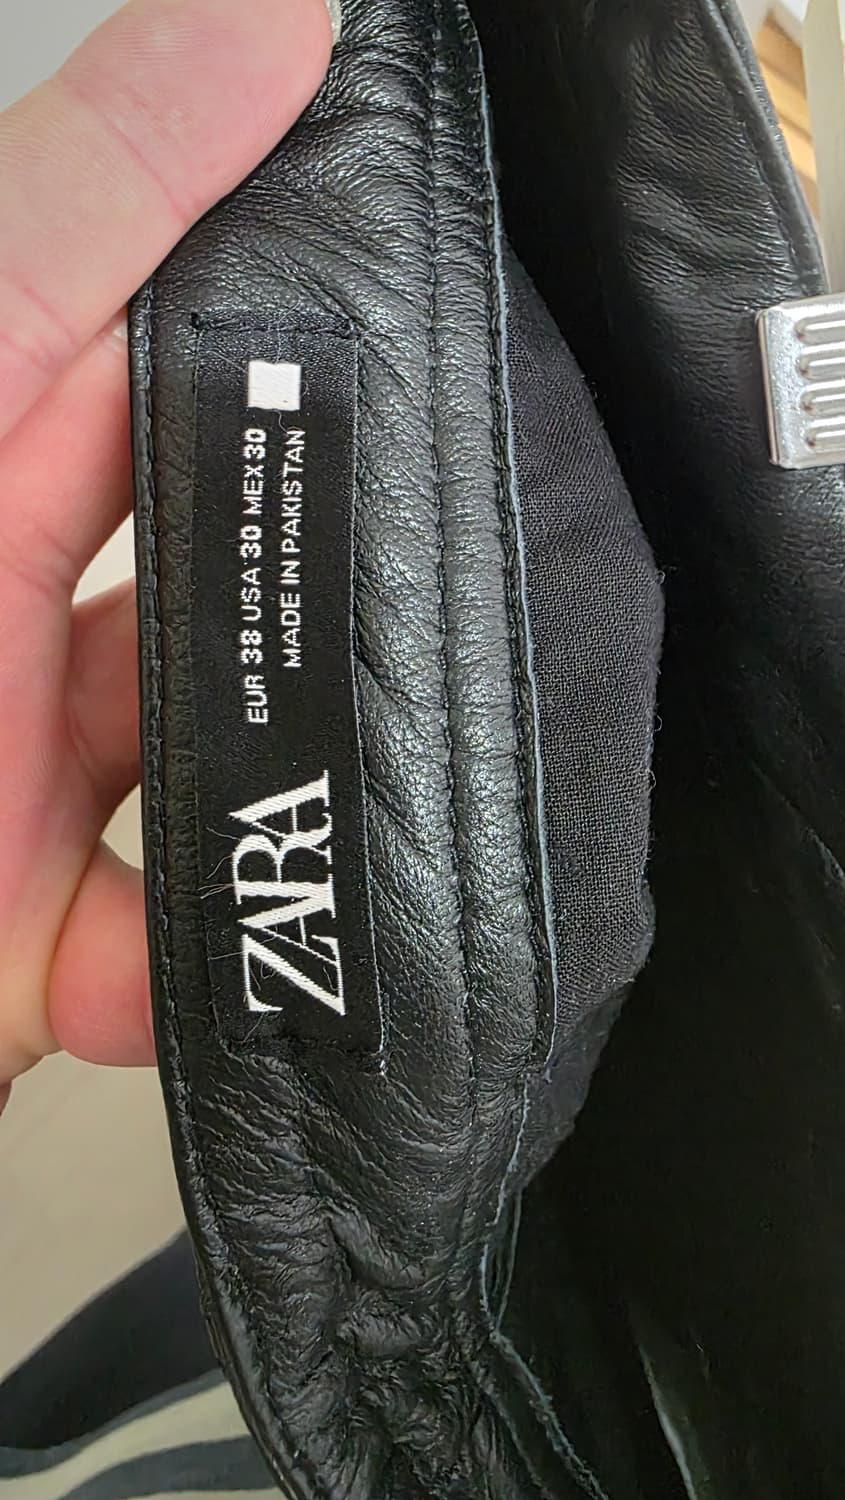 ZARA
EUR 38 USA 30 MEX 30
MADE IN PAKISTAN